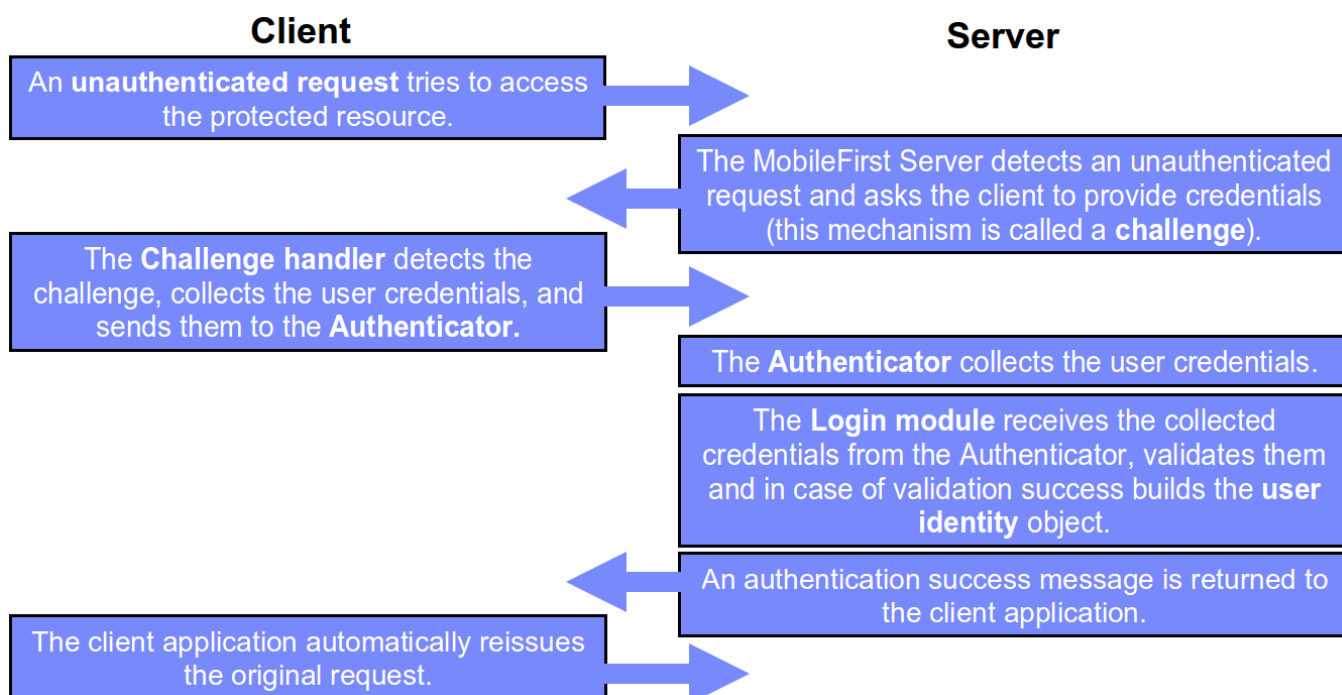 Client
Server
An unauthenticated request tries to access
the protected resource.
The MobileFirst Server detects an unauthenticated
request and asks the client to provide credentials
(this mechanism is called a challenge).
The Challenge handler detects the
challenge, collects the user credentials, and
sends them to the Authenticator.
The Authenticator collects the user credentials.
The Login module receives the collected
credentials from the Authenticator, validates them
and in case of validation success builds the user
identity object.
An authentication success message is returned to
the client application.
The client application automatically reissues
the original request.